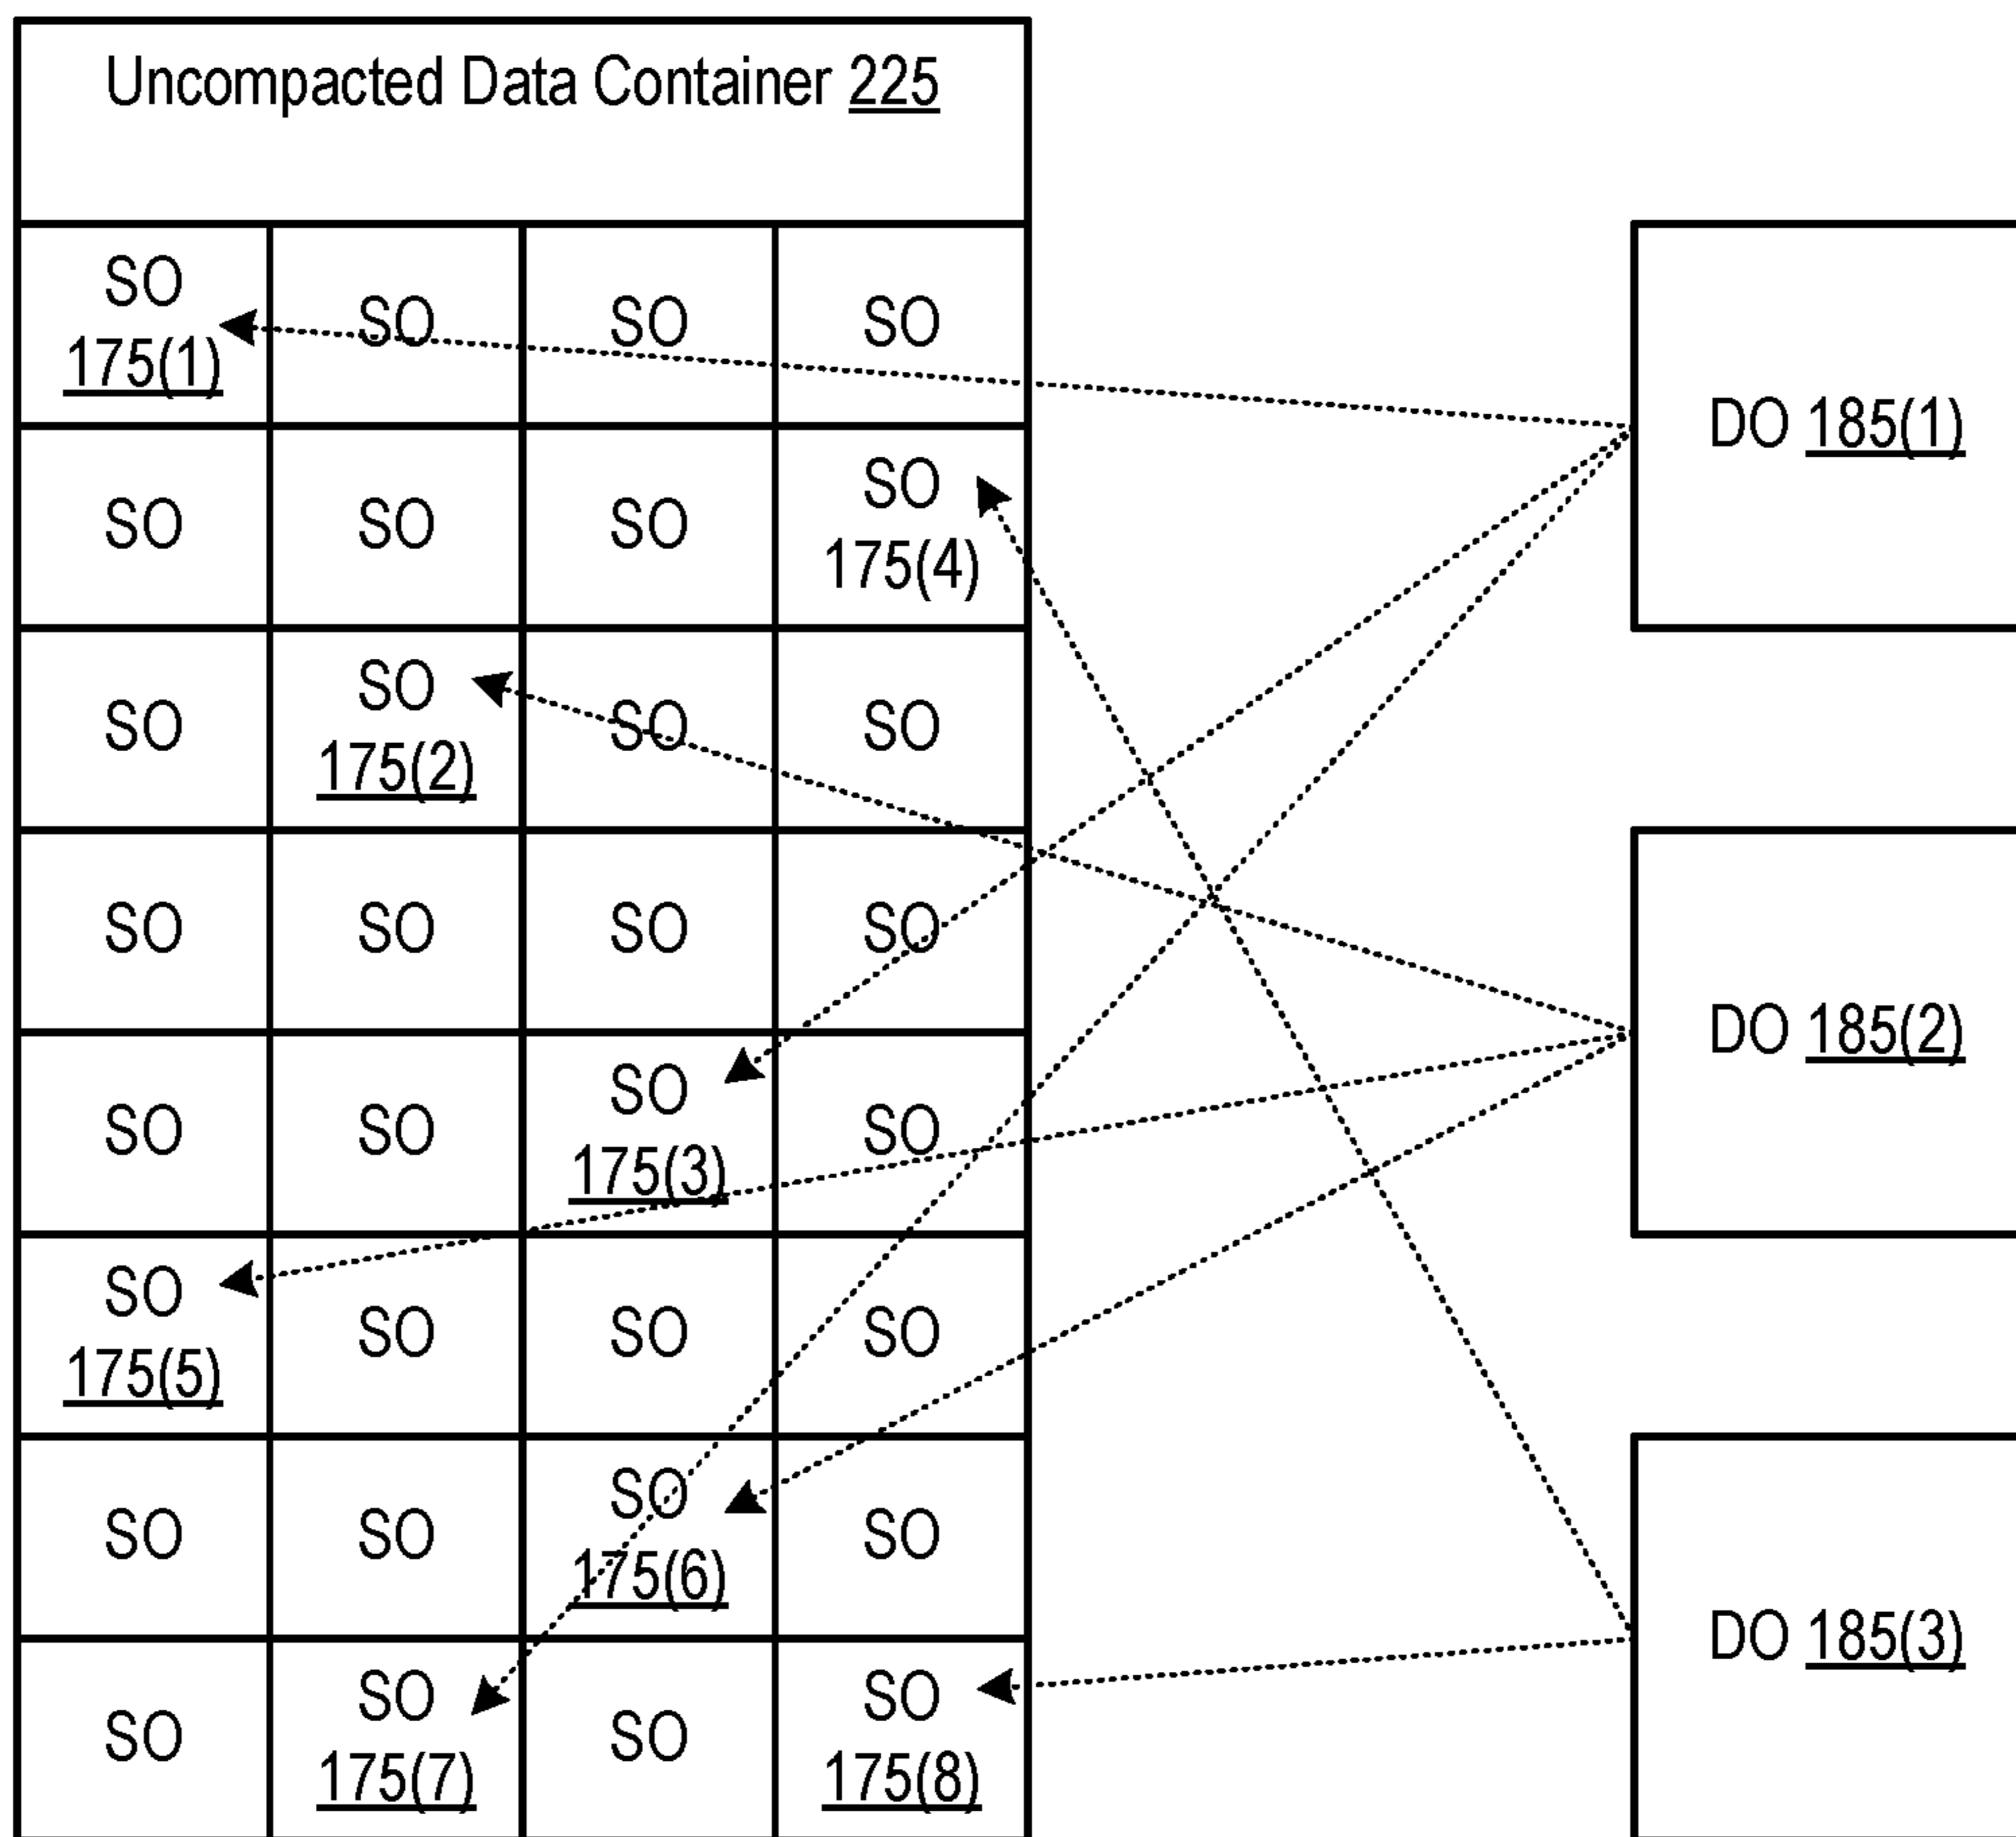 Uncompacted Data Container 225
SO
175(1)
SO
SO
SO
DO 185(1)
SO
SO
SO
SO
175(4)
SO
SO
175(2)
SO
SO
SO
SO
SO
SO
DO 185(2)
SO
SO
SO
175(3)
SO
SO
175(5)
SO
SO
SO
SO
SO
SO
175(6)
SO
DO 185(3)
SO
SO
175(7)
SO
SO
175(8)